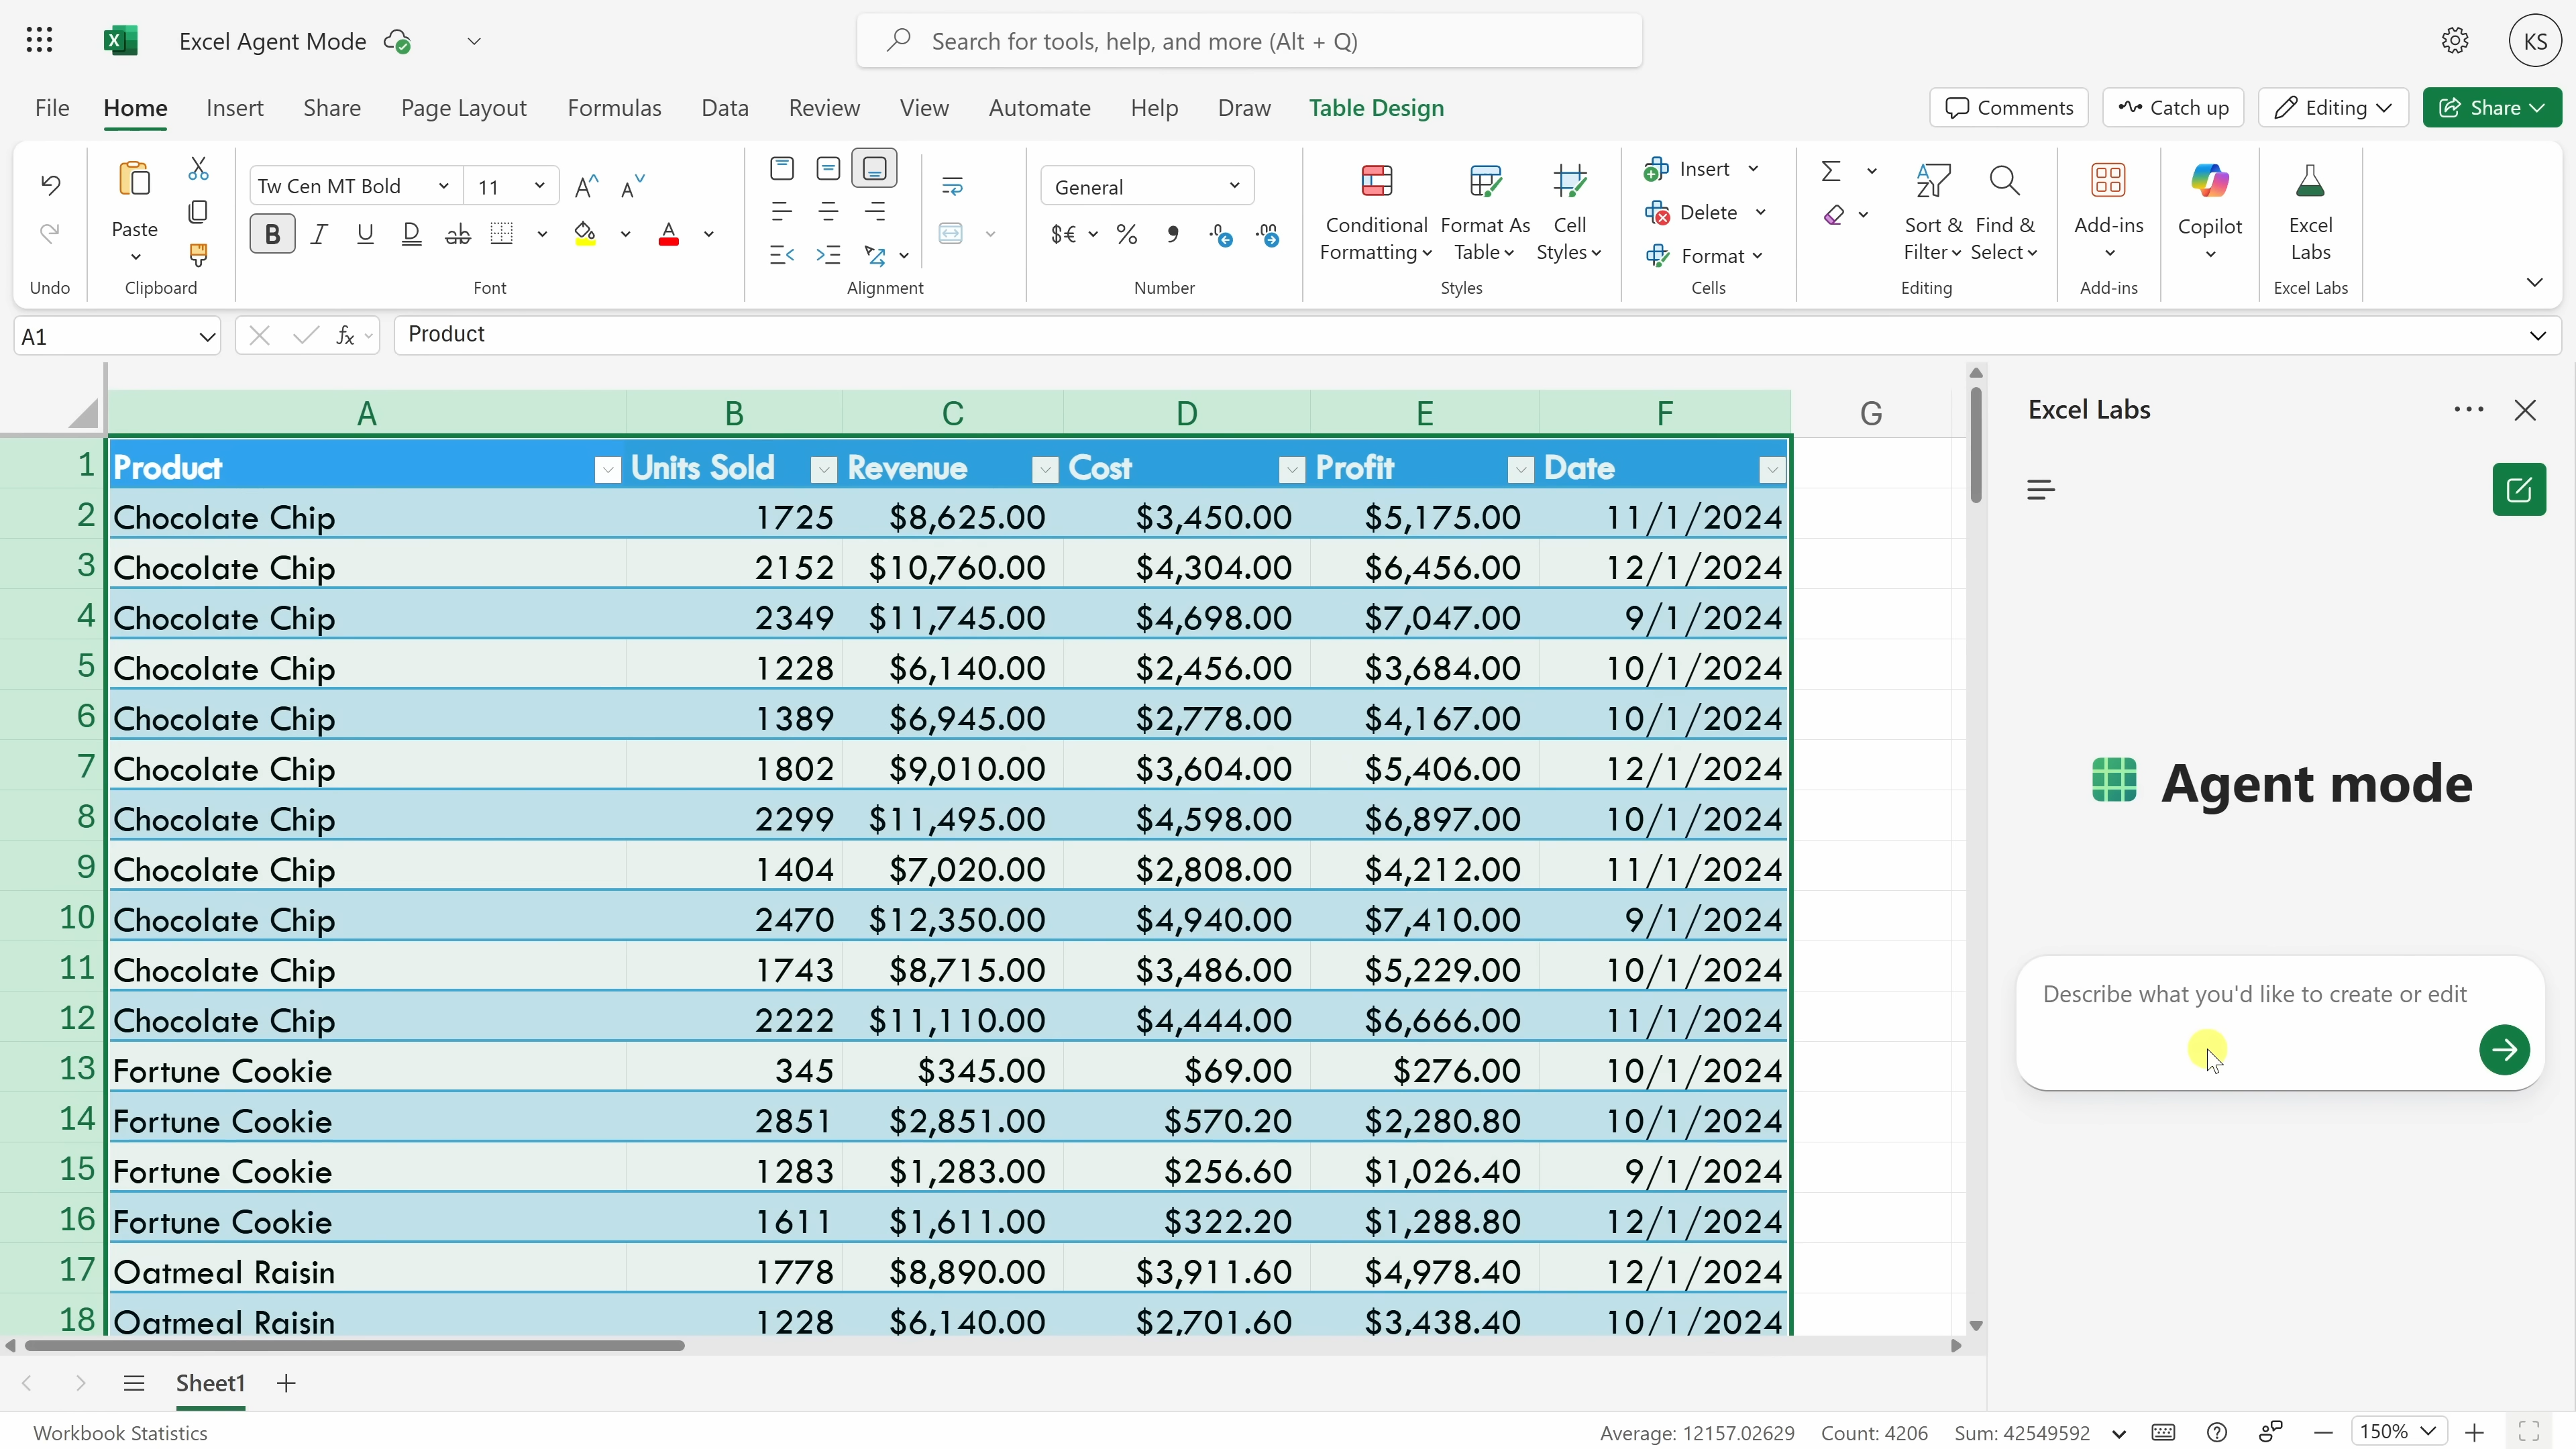 Excel Agent Mode
Search for tools, help, and more (Alt + Q)
KS
File Home Insert Share Page Layout Formulas Data Review View Automate Help Draw Table Design
Comments Catch up Editing Share
Paste
Tw Cen MT Bold 11
General
Conditional Formatting
Format As Table
Cell Styles
Insert
Delete
Format
Sort & Filter
Find & Select
Add-ins
Copilot
Excel Labs
Undo Clipboard Font Alignment Number Styles Cells Editing Add-ins Excel Labs
A1 fx Product
A B C D E F G
1 Product Units Sold Revenue Cost Profit Date
2 Chocolate Chip 1725 $8,625.00 $3,450.00 $5,175.00 11/1/2024
3 Chocolate Chip 2152 $10,760.00 $4,304.00 $6,456.00 12/1/2024
4 Chocolate Chip 2349 $11,745.00 $4,698.00 $7,047.00 9/1/2024
5 Chocolate Chip 1228 $6,140.00 $2,456.00 $3,684.00 10/1/2024
6 Chocolate Chip 1389 $6,945.00 $2,778.00 $4,167.00 10/1/2024
7 Chocolate Chip 1802 $9,010.00 $3,604.00 $5,406.00 12/1/2024
8 Chocolate Chip 2299 $11,495.00 $4,598.00 $6,897.00 10/1/2024
9 Chocolate Chip 1404 $7,020.00 $2,808.00 $4,212.00 11/1/2024
10 Chocolate Chip 2470 $12,350.00 $4,940.00 $7,410.00 9/1/2024
11 Chocolate Chip 1743 $8,715.00 $3,486.00 $5,229.00 10/1/2024
12 Chocolate Chip 2222 $11,110.00 $4,444.00 $6,666.00 11/1/2024
13 Fortune Cookie 345 $345.00 $69.00 $276.00 10/1/2024
14 Fortune Cookie 2851 $2,851.00 $570.20 $2,280.80 10/1/2024
15 Fortune Cookie 1283 $1,283.00 $256.60 $1,026.40 9/1/2024
16 Fortune Cookie 1611 $1,611.00 $322.20 $1,288.80 12/1/2024
17 Oatmeal Raisin 1778 $8,890.00 $3,911.60 $4,978.40 12/1/2024
18 Oatmeal Raisin 1228 $6,140.00 $2,701.60 $3,438.40 10/1/2024
Excel Labs
Agent mode
Describe what you'd like to create or edit
Sheet1
Workbook Statistics Average: 12157.02629 Count: 4206 Sum: 42549592 150%